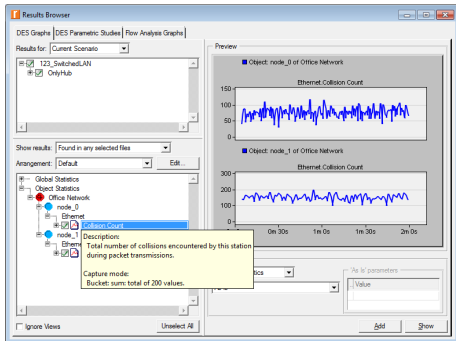 Results Browser
DES Graphs
DES Parametric Studies
Flow Analysis Graphs
Results for:
Current Scenario
123_SwitchedLAN
OnlyHub
Show results:
Found in any selected files
Arrangement:
Default
Edit...
Global Statistics
Object Statistics
Office Network
node_0
Ethernet
Collision Count
node_1
Description:
Total number of collisions encountered by this station
during packet transmissions.
Capture mode:
Bucket: sum: total of 200 values.
Ignore Views
Unselect All
Preview
Object: node_0 of Office Network
Ethernet.Collision Count
150
100
50
0
Object: node_1 of Office Network
Ethernet.Collision Count
300
200
100
0
0m 30s
1m 0s
1m 30s
2m 0s
'As Is' parameters
Value
Add
Show